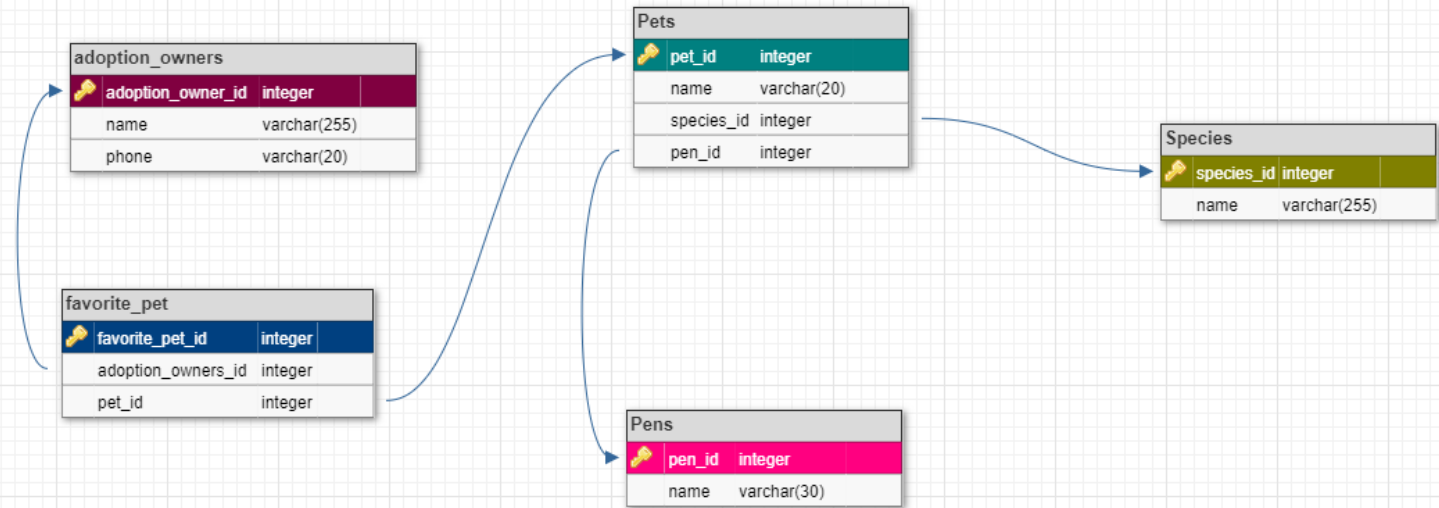 adoption_owners
adoption_owner_id integer
name varchar(255)
phone varchar(20)
favorite_pet
favorite_pet_id integer
adoption_owners_id integer
pet_id integer
Pets
pet_id integer
name varchar(20)
species_id integer
pen_id integer
Pens
pen_id integer
name varchar(30)
Species
species_id integer
name varchar(255)